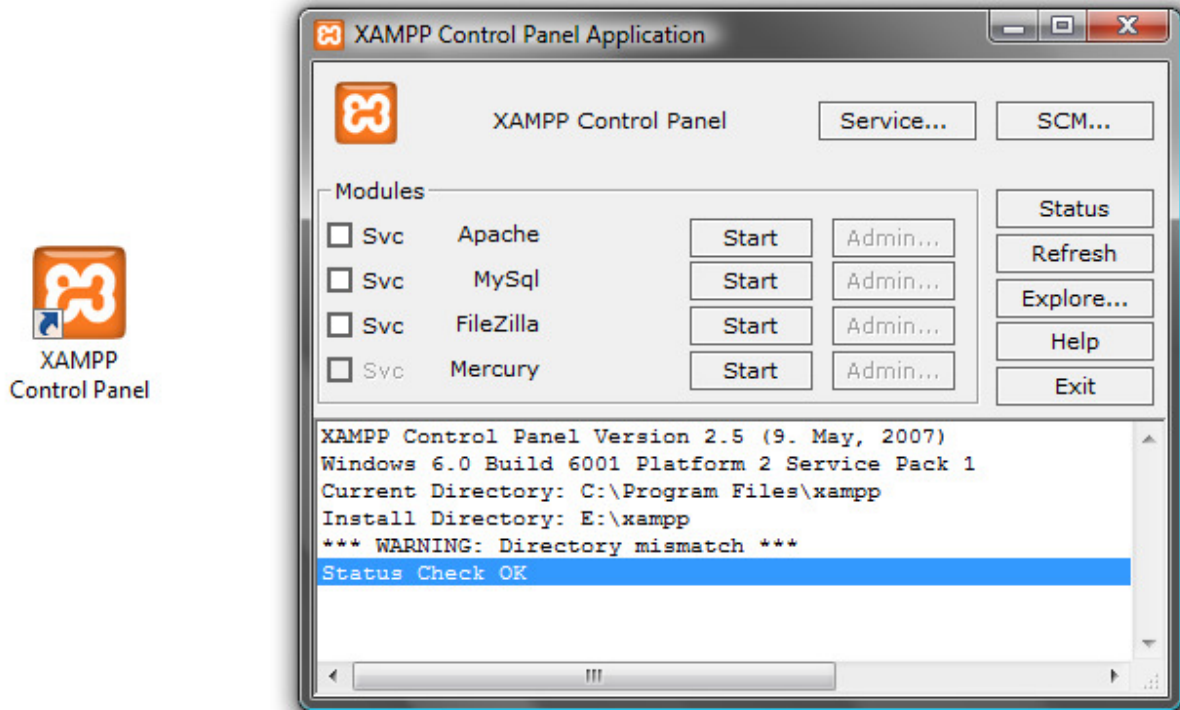 XAMPP Control Panel Application
XAMPP Control Panel Service... SCM...
Modules
Svc Apache Start Admin...
Svc MySql Start Admin...
Svc FileZilla Start Admin...
Svc Mercury Start Admin...
Status
Refresh
Explore...
Help
Exit
XAMPP
Control Panel
XAMPP Control Panel Version 2.5 (9. May, 2007)
Windows 6.0 Build 6001 Platform 2 Service Pack 1
Current Directory: C:\Program Files\xampp
Install Directory: E:\xampp
*** WARNING: Directory mismatch ***
Status Check OK